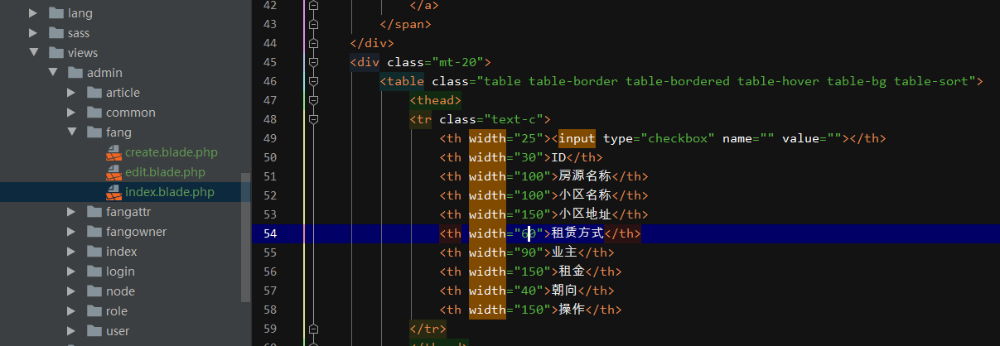 lang
sass
views
admin
article
common
fang
create.blade.php
edit.blade.php
index.blade.php
fangattr
fangowner
index
login
node
role
user
42 </a>
43 </span>
44 </div>
45 <div class="mt-20">
46 <table class="table table-border table-bordered table-hover table-bg table-sort">
47 <thead>
48 <tr class="text-c">
49 <th width="25"><input type="checkbox" name="" value=""></th>
50 <th width="30">ID</th>
51 <th width="100">房源名称</th>
52 <th width="100">小区名称</th>
53 <th width="150">小区地址</th>
54 <th width="60">租赁方式</th>
55 <th width="90">业主</th>
56 <th width="150">租金</th>
57 <th width="40">朝向</th>
58 <th width="150">操作</th>
59 </tr>